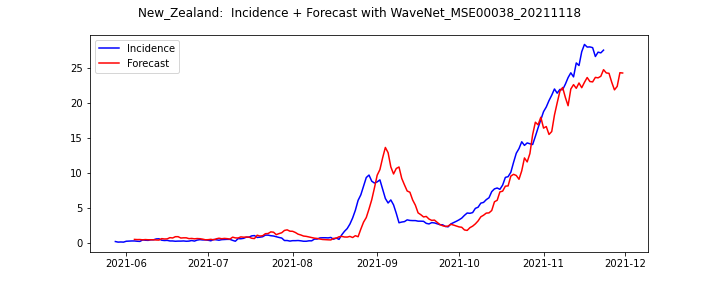 New_Zealand:  Incidence + Forecast with WaveNet_MSE00038_20211118
Incidence
Forecast
25
20
15
10
5
0
2021-06 2021-07 2021-08 2021-09 2021-10 2021-11 2021-12